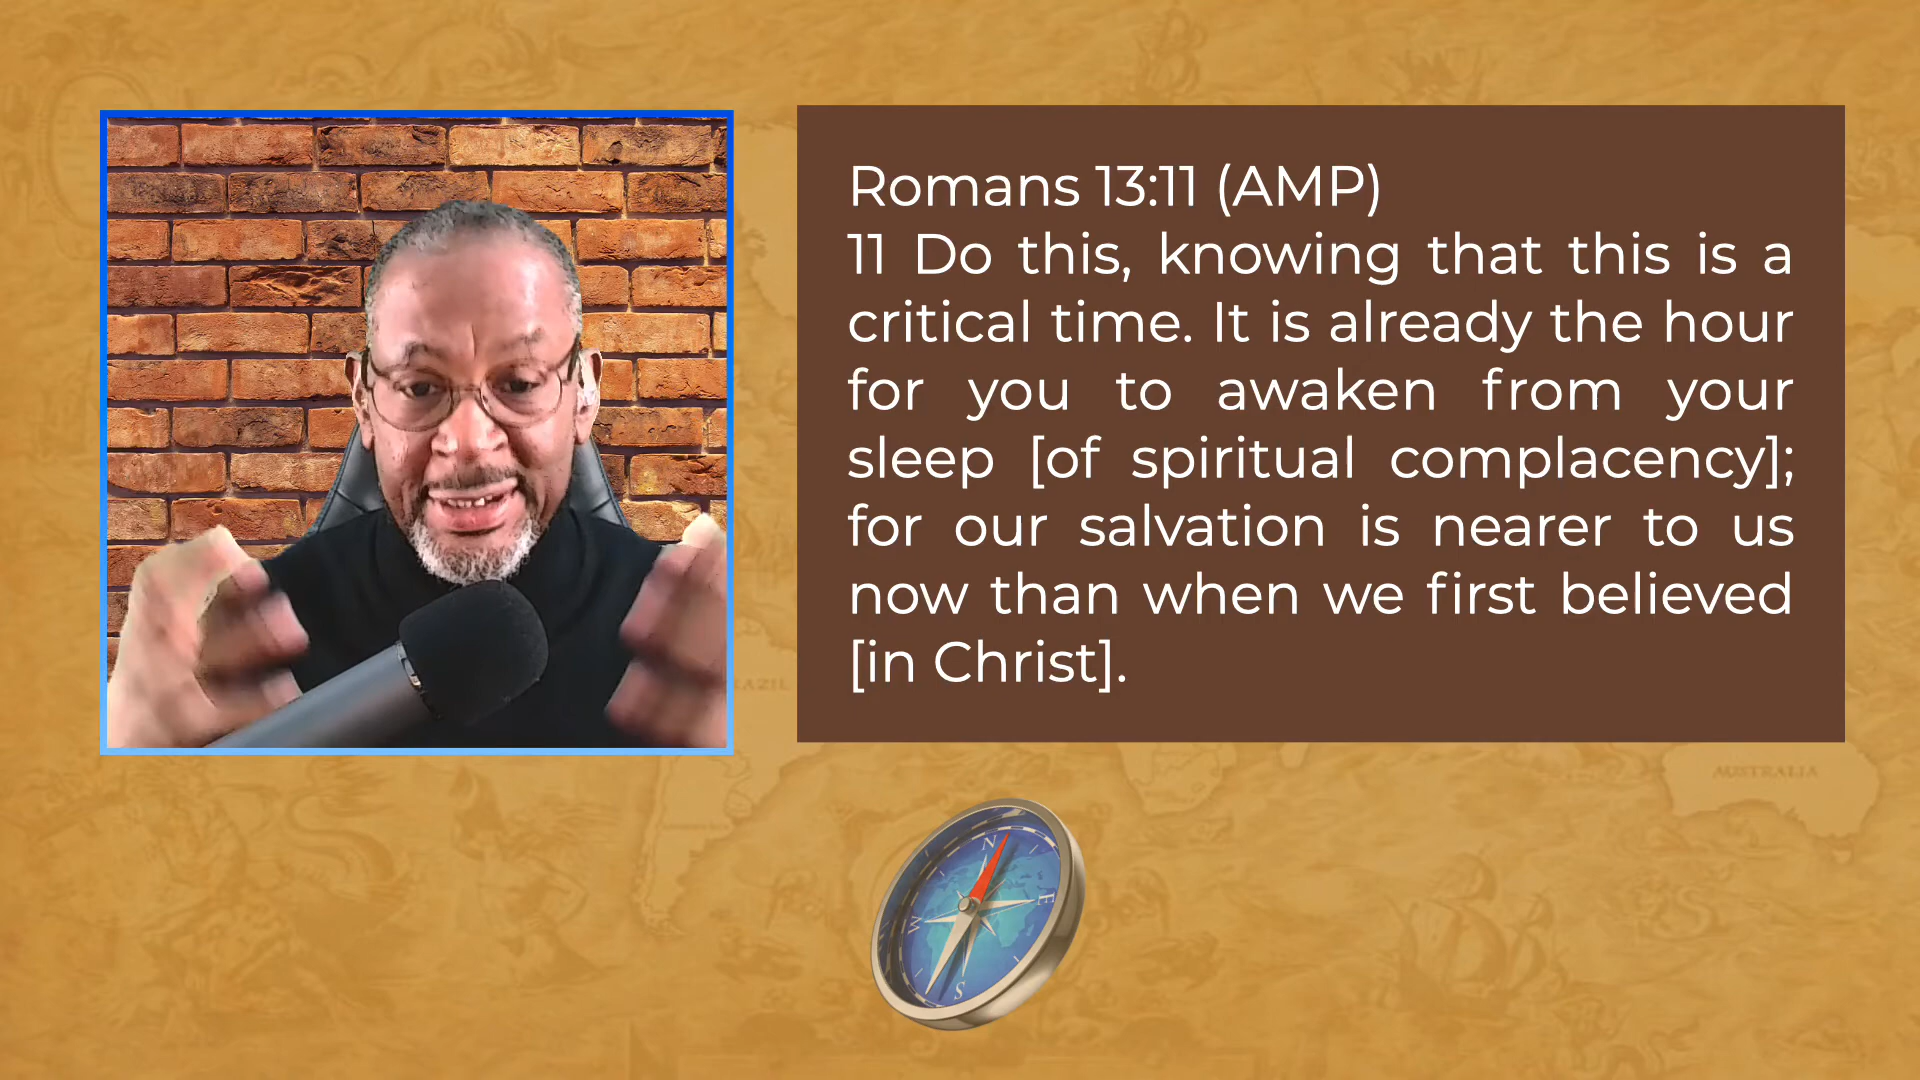 Romans 13:11 (AMP)
11 Do this, knowing that this is a
critical time. It is already the hour
for you to awaken from your
sleep [of spiritual complacency];
for our salvation is nearer to us
now than when we first believed
[in Christ].
AUSTRALIA
N
E
W
S